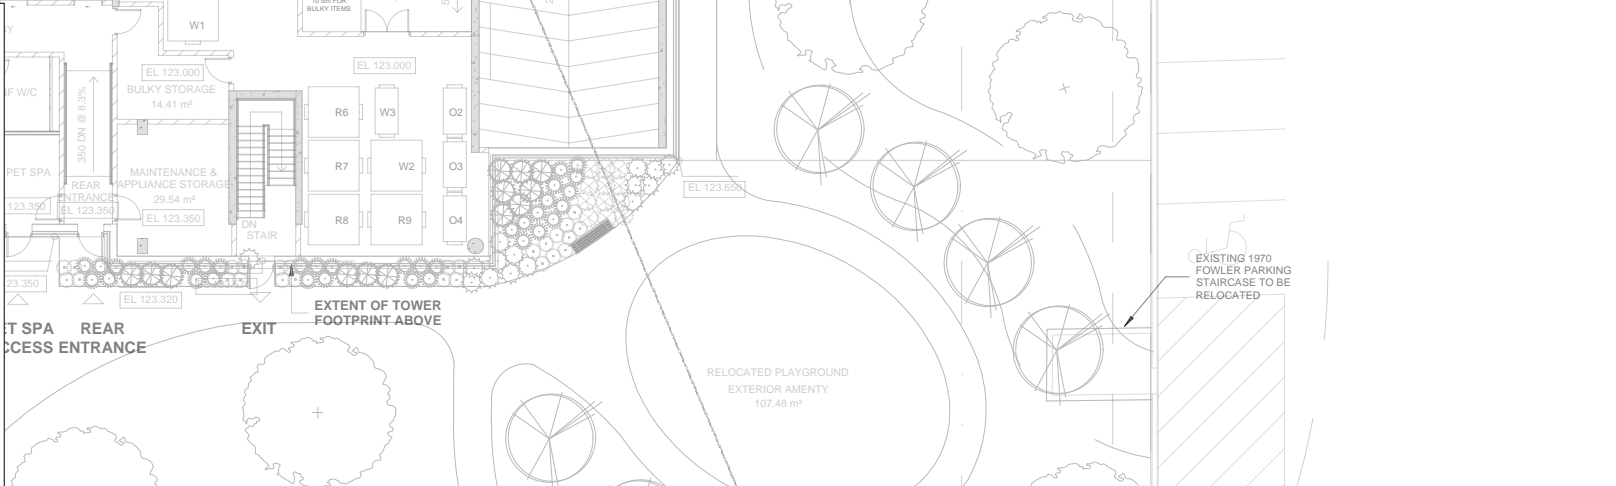 10 SM FOR
BULKY ITEMS
W1
EL 123.000
BULKY STORAGE
14.41 m²
EL 123.000
W/C
350 DN @ 8.3%
R6
W3
O2
PET SPA
MAINTENANCE &
APPLIANCE STORAGE
29.54 m²
EL 123.350
R7
W2
O3
REAR
ENTRANCE
EL 123.350
123.350
R8
R9
O4
DN
STAIR
EL 123.650
23.350
EL 123.320
EXTENT OF TOWER
FOOTPRINT ABOVE
ET SPA
CCESS
REAR
ENTRANCE
EXIT
EXISTING 1970
FOWLER PARKING
STAIRCASE TO BE
RELOCATED
RELOCATED PLAYGROUND
EXTERIOR AMENTY
107.48 m²